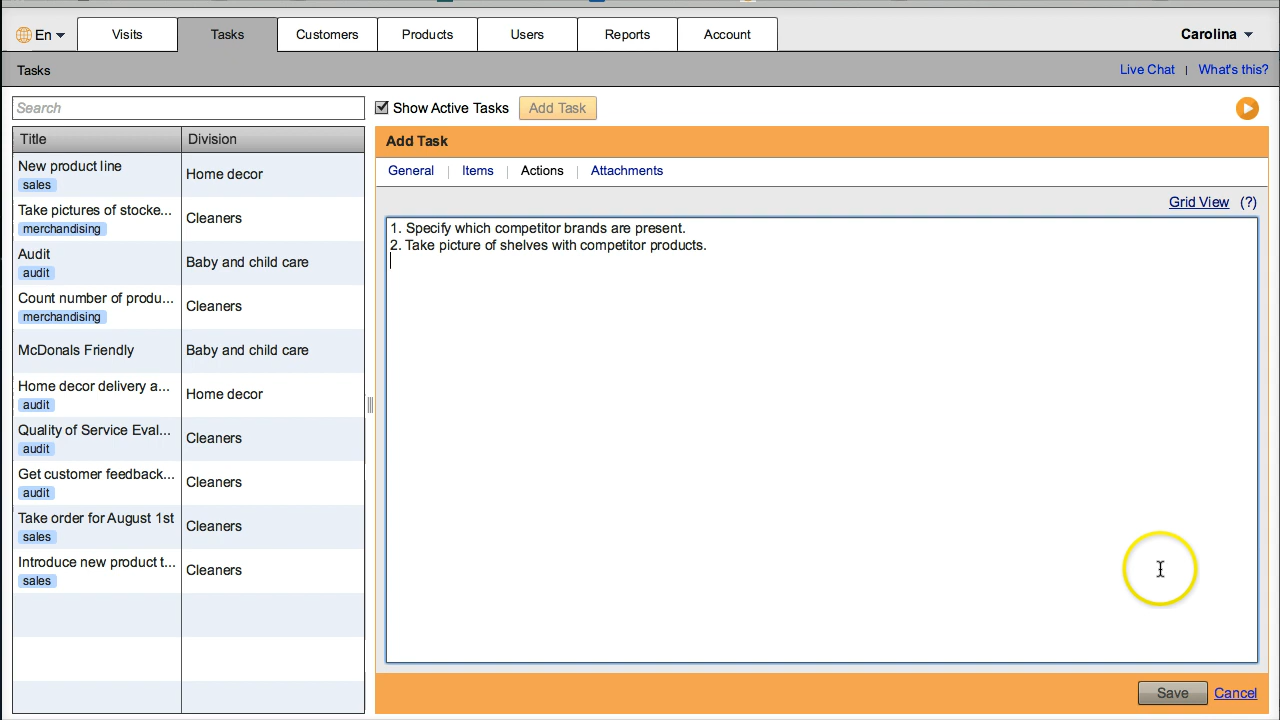 En
Visits
Tasks
Customers
Products
Users
Reports
Account
Carolina
Tasks
Live Chat | What's this?
Search
Show Active Tasks
Add Task
Title
Division
New product line
sales
Home decor
Take pictures of stocke...
merchandising
Cleaners
Audit
audit
Baby and child care
Count number of produ...
merchandising
Cleaners
McDonals Friendly
Baby and child care
Home decor delivery a...
audit
Home decor
Quality of Service Eval...
audit
Cleaners
Get customer feedback...
audit
Cleaners
Take order for August 1st
sales
Cleaners
Introduce new product t...
sales
Cleaners
Add Task
General | Items | Actions | Attachments
Grid View (?)
1. Specify which competitor brands are present.
2. Take picture of shelves with competitor products.
Save
Cancel